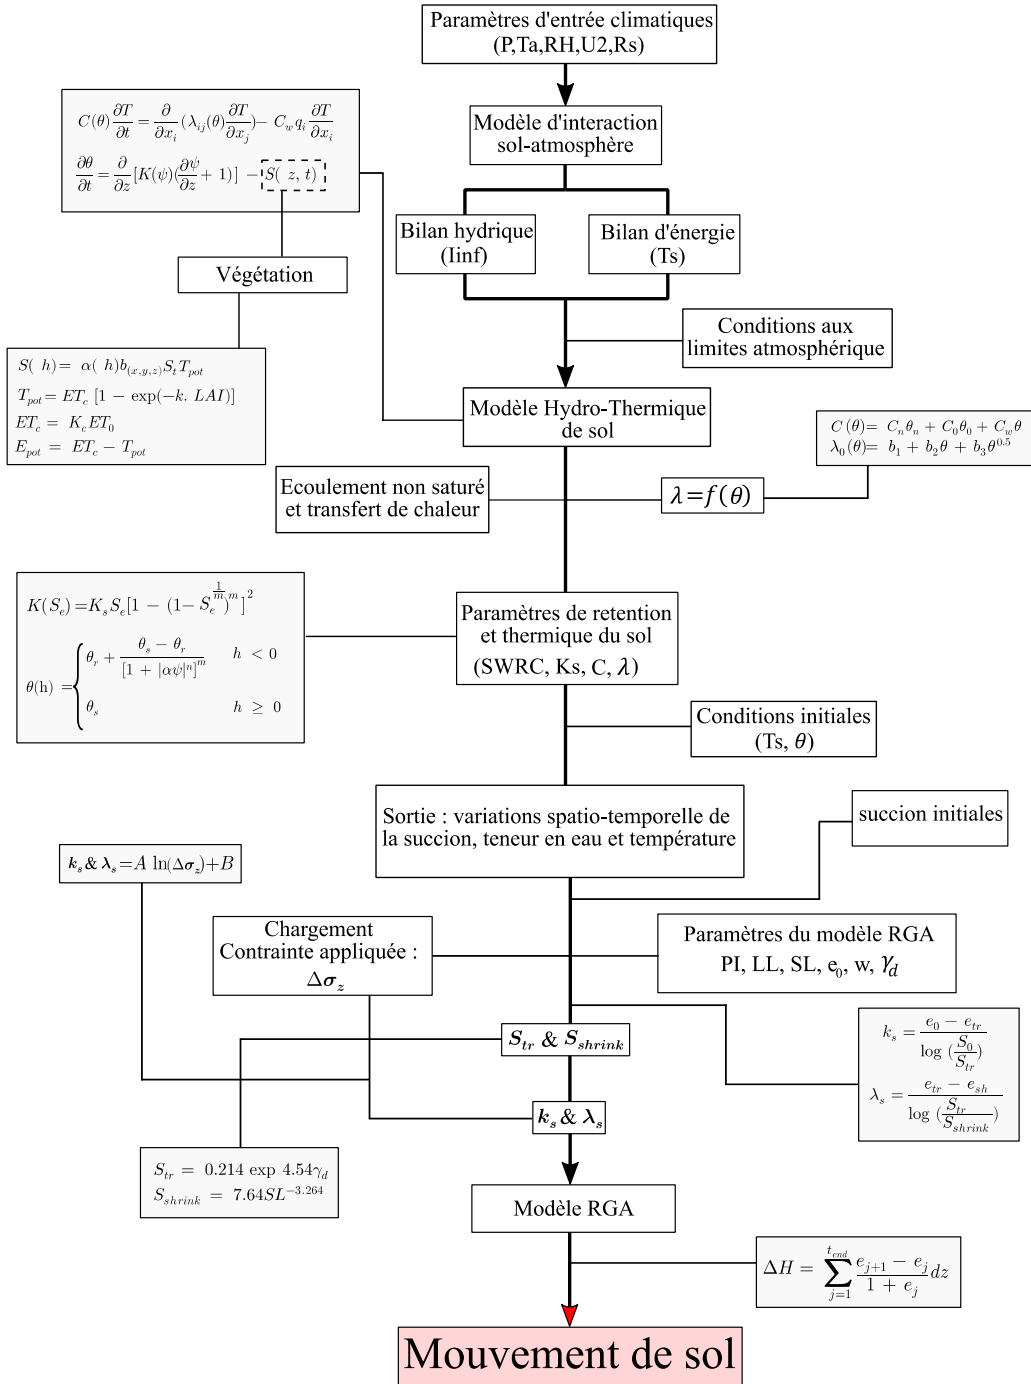 Paramètres d'entrée climatiques
(P,Ta,RH,U2,Rs)
C(θ) ∂T/∂t = ∂/∂x_i (λ_ij(θ) ∂T/∂x_j) − C_w q_i ∂T/∂x_i
∂θ/∂t = ∂/∂z [K(ψ)(∂ψ/∂z + 1)] − S( z, t)
Modèle d'interaction
sol-atmosphère
Bilan hydrique
(Iinf)
Bilan d'énergie
(Ts)
Végétation
Conditions aux
limites atmosphérique
S( h) = α( h)b_(x,y,z) S_t T_pot
T_pot = ET_c [1 − exp(−k. LAI)]
ET_c = K_c ET_0
E_pot = ET_c − T_pot
Modèle Hydro-Thermique
de sol
C(θ) = C_n θ_n + C_0 θ_0 + C_w θ
λ_0(θ) = b_1 + b_2 θ + b_3 θ^0.5
Ecoulement non saturé
et transfert de chaleur
λ=f(θ)
K(S_e) = K_s S_e [1 − (1− S_e^(1/m))^m]^2
θ(h) = { θ_r + (θ_s − θ_r)/[1 + |αψ|^n]^m h < 0
θ_s h ≥ 0
Paramètres de retention
et thermique du sol
(SWRC, Ks, C, λ)
Conditions initiales
(Ts, θ)
Sortie : variations spatio-temporelle de
la succion, teneur en eau et température
succion initiales
k_s & λ_s = A ln(Δσ_z)+B
Chargement
Contrainte appliquée :
Δσ_z
Paramètres du modèle RGA
PI, LL, SL, e_0, w, γ_d
S_tr & S_shrink
k_s = (e_0 − e_tr)/log (S_0/S_tr)
λ_s = (e_tr − e_sh)/log (S_tr/S_shrink)
k_s & λ_s
S_tr = 0.214 exp 4.54γ_d
S_shrink = 7.64SL^−3.264
Modèle RGA
ΔH = ∑_{j=1}^{t_end} (e_{j+1} − e_j)/(1 + e_j) dz
Mouvement de sol